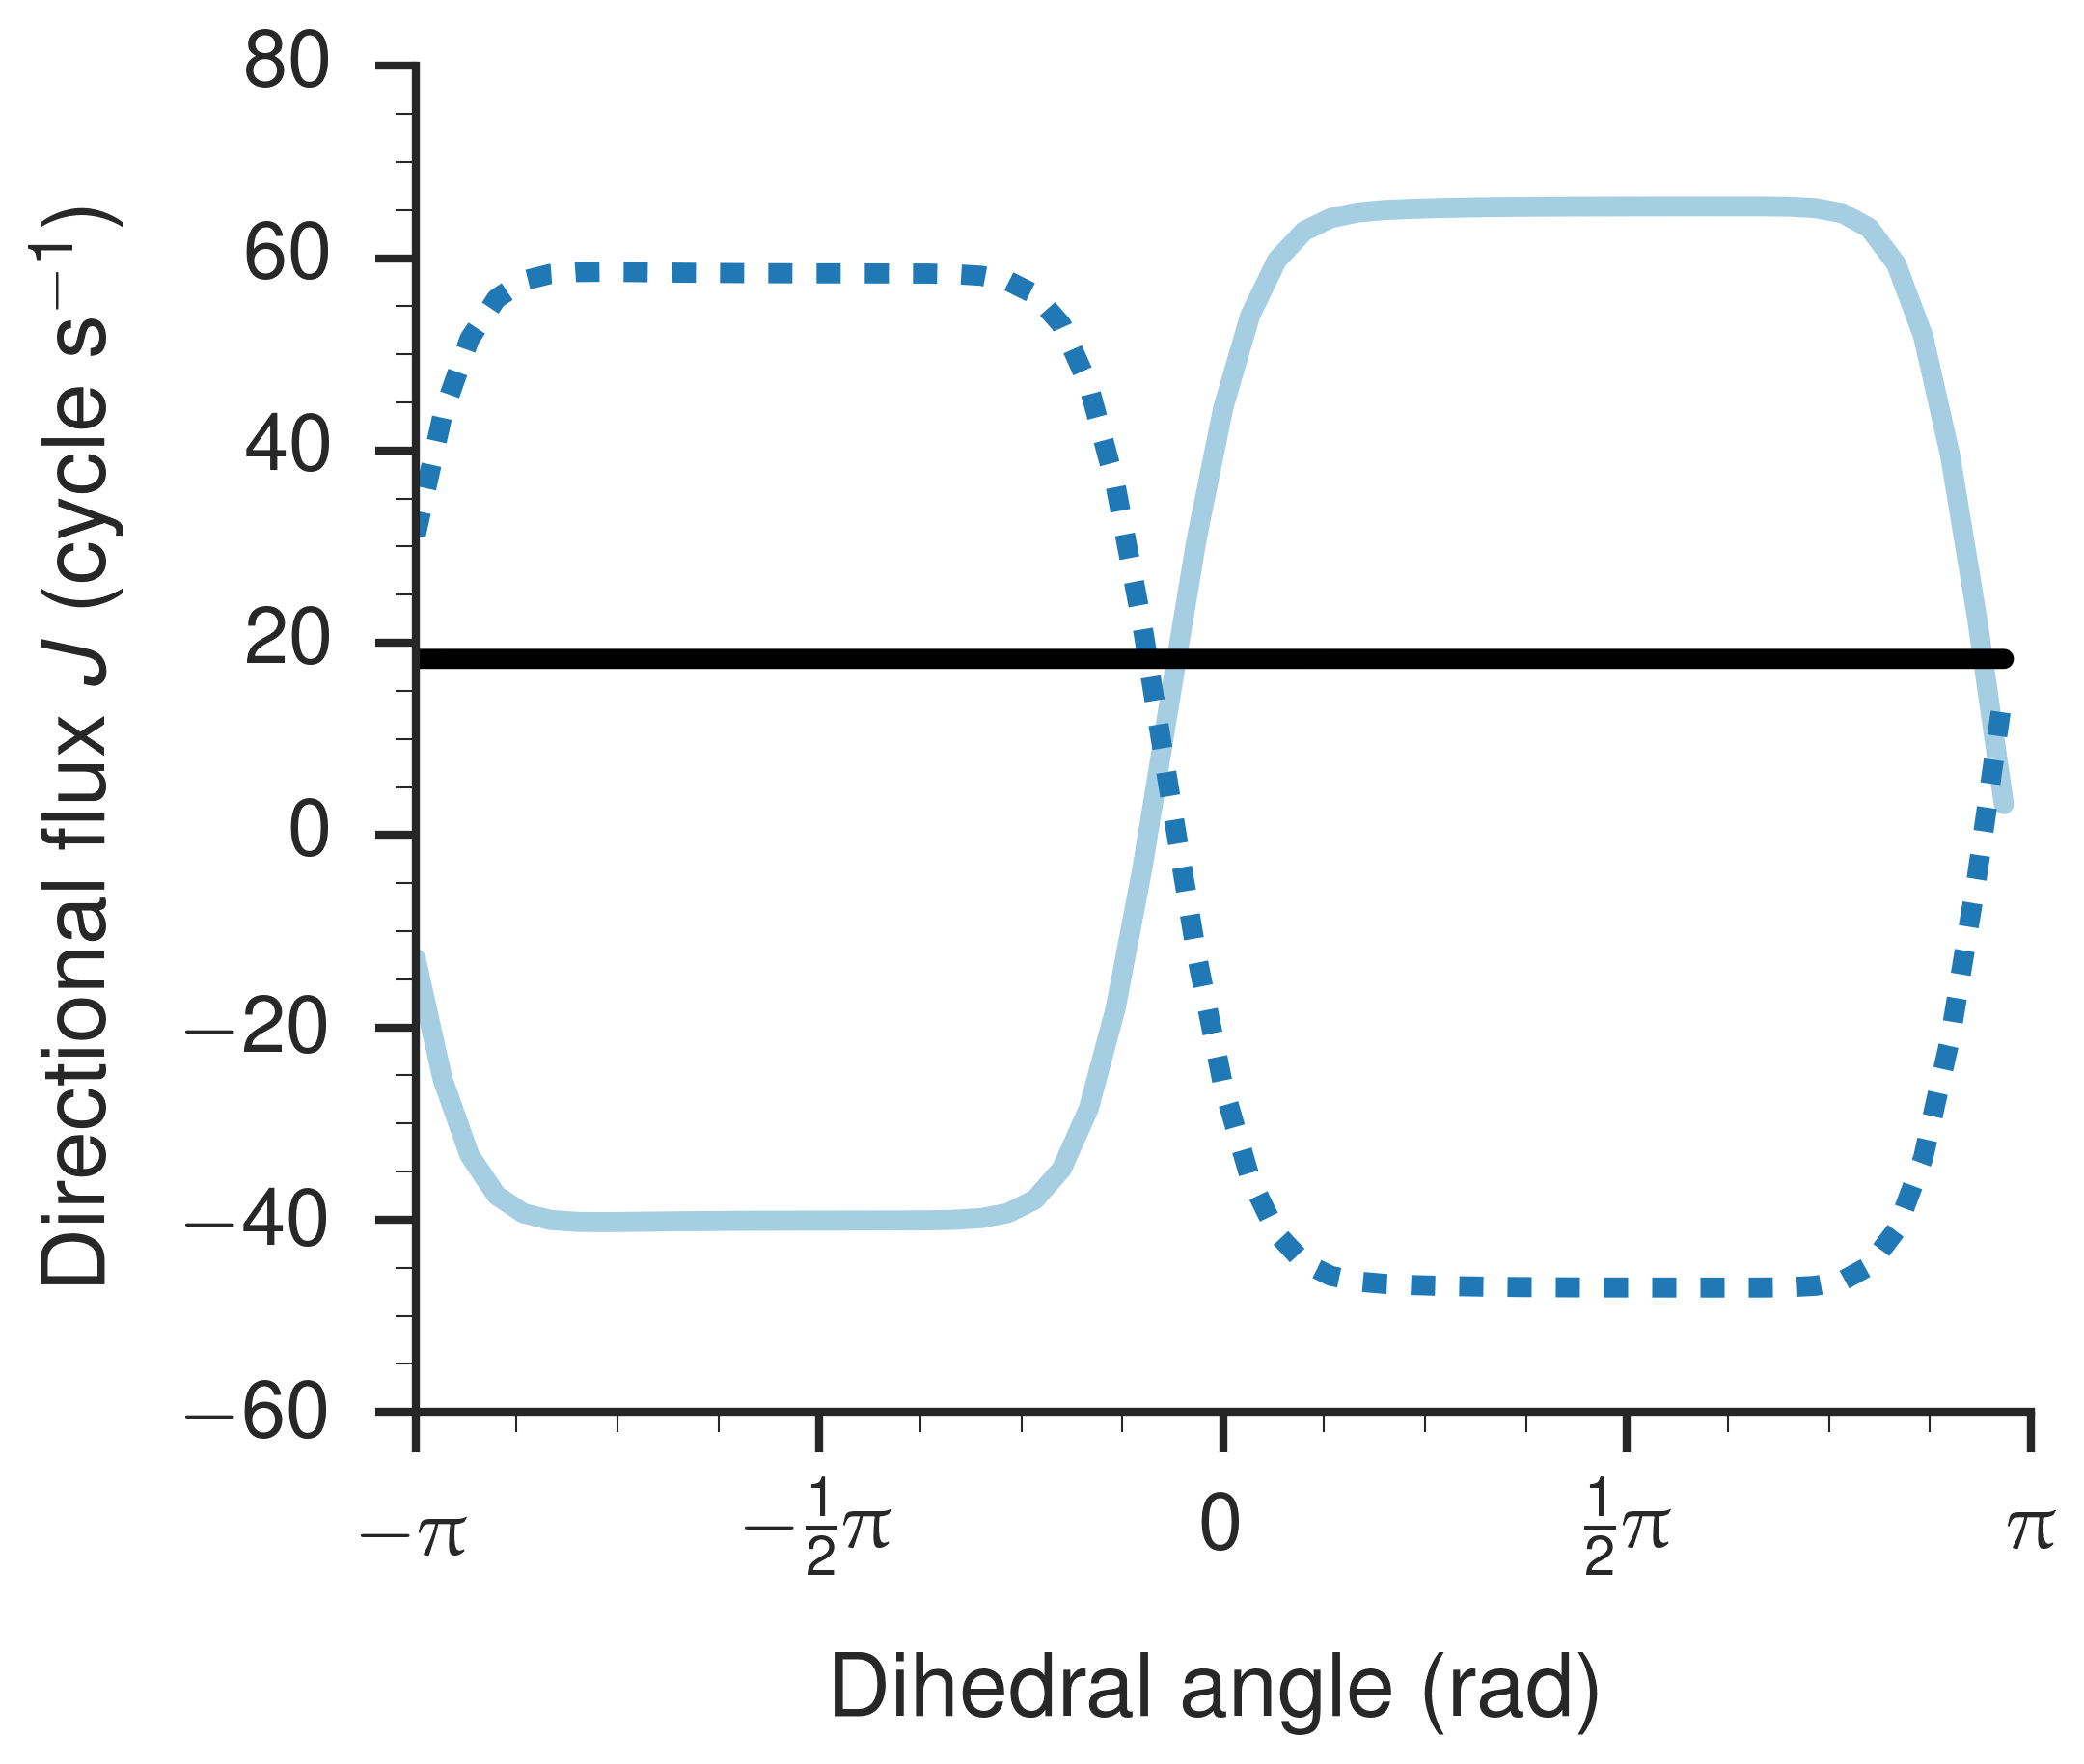 Directional flux J (cycle s⁻¹)
80
60
40
20
0
−20
−40
−60
−π
−½π
0
½π
π
Dihedral angle (rad)